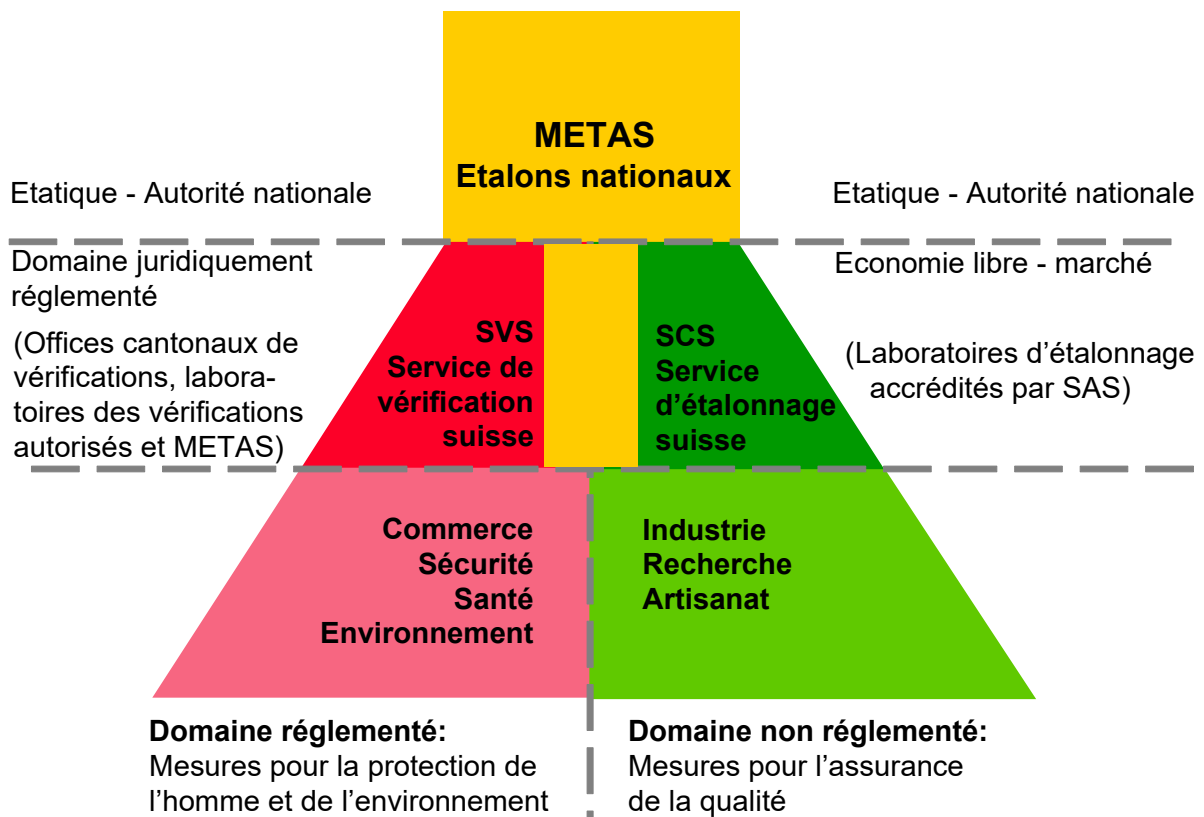 METAS
Etalons nationaux
Etatique - Autorité nationale
Etatique - Autorité nationale
Domaine juridiquement
réglementé
(Offices cantonaux de
vérifications, labora-
toires des vérifications
autorisés et METAS)
SVS
Service de
vérification
suisse
SCS
Service
d'étalonnage
suisse
Economie libre - marché
(Laboratoires d'étalonnage
accrédités par SAS)
Commerce
Sécurité
Santé
Environnement
Industrie
Recherche
Artisanat
Domaine réglementé:
Mesures pour la protection de
l'homme et de l'environnement
Domaine non réglementé:
Mesures pour l'assurance
de la qualité